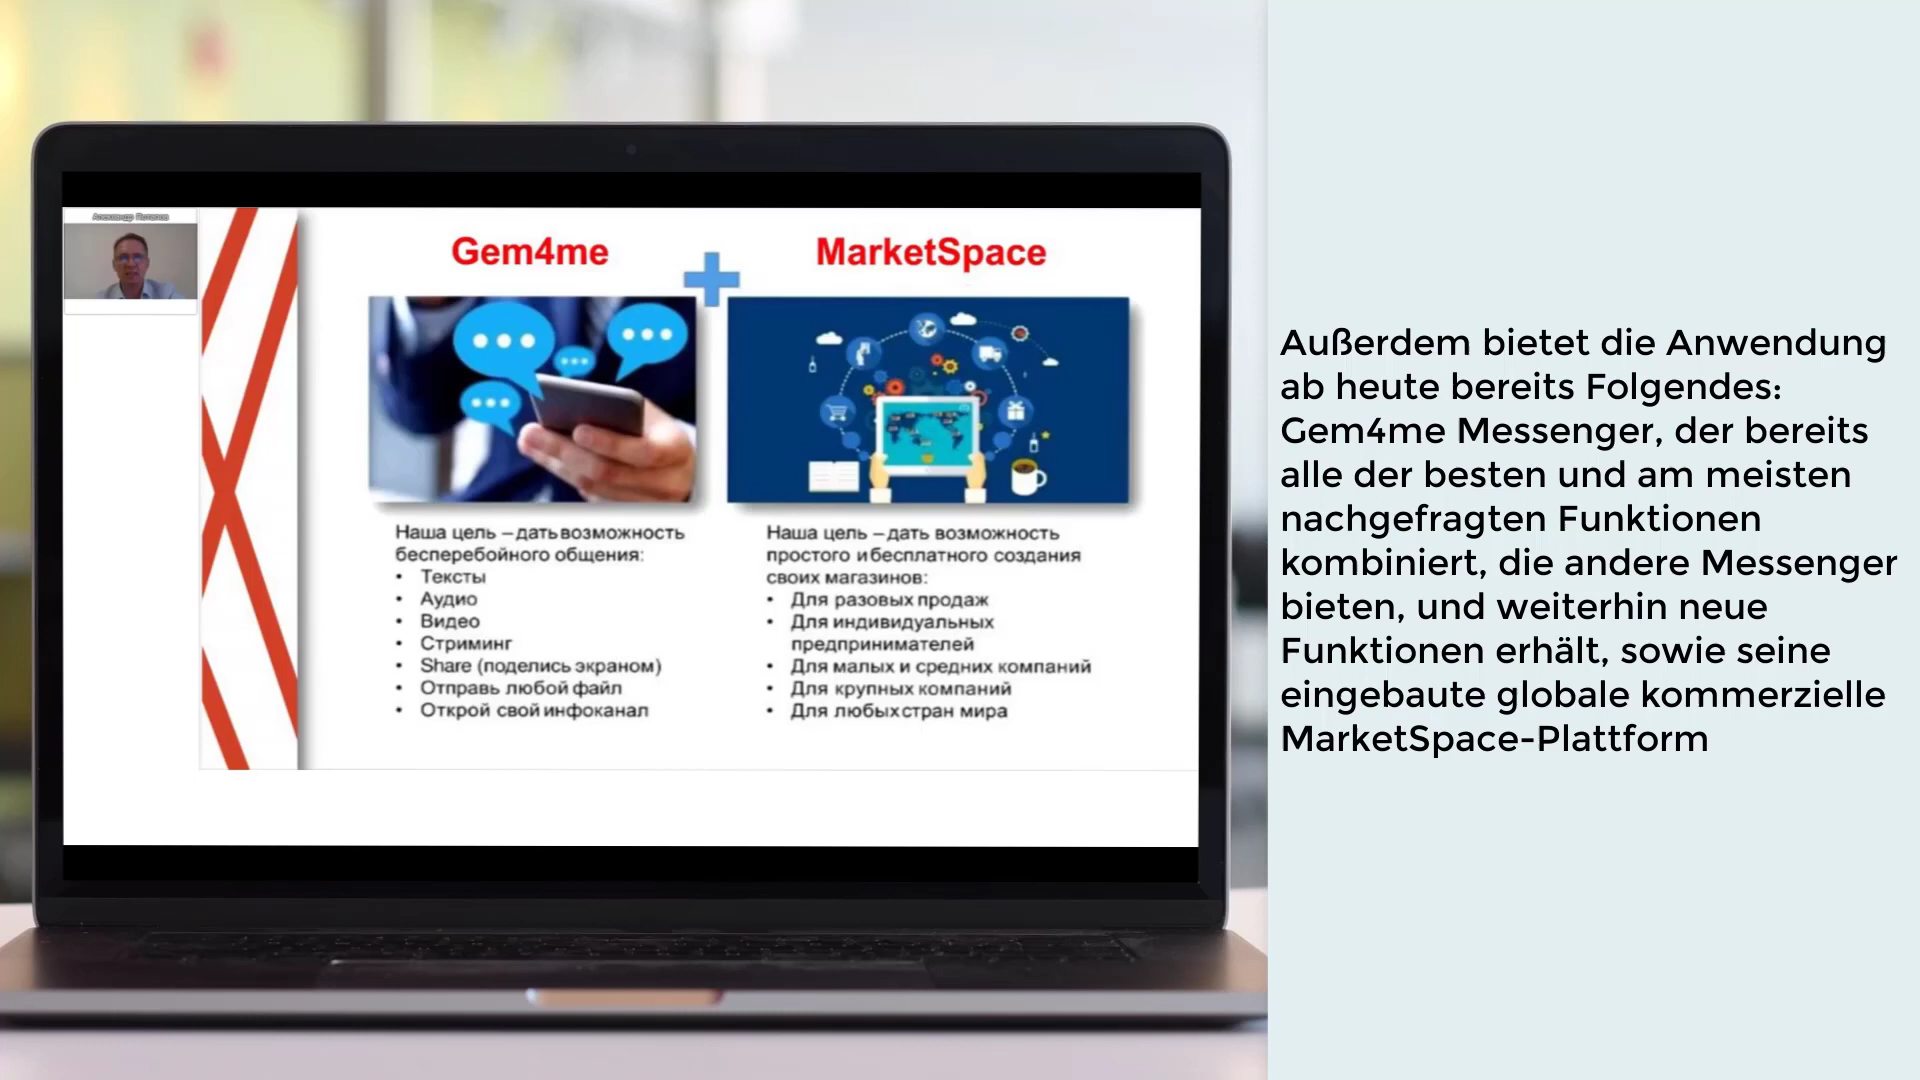 Александр Потапов
Gem4me
MarketSpace
Наша цель – дать возможность
бесперебойного общения:
• Тексты
• Аудио
• Видео
• Стриминг
• Share (поделись экраном)
• Отправь любой файл
• Открой свой инфоканал
Наша цель – дать возможность
простого и бесплатного создания
своих магазинов:
• Для разовых продаж
• Для индивидуальных
предпринимателей
• Для малых и средних компаний
• Для крупных компаний
• Для любых стран мира
Außerdem bietet die Anwendung
ab heute bereits Folgendes:
Gem4me Messenger, der bereits
alle der besten und am meisten
nachgefragten Funktionen
kombiniert, die andere Messenger
bieten, und weiterhin neue
Funktionen erhält, sowie seine
eingebaute globale kommerzielle
MarketSpace-Plattform